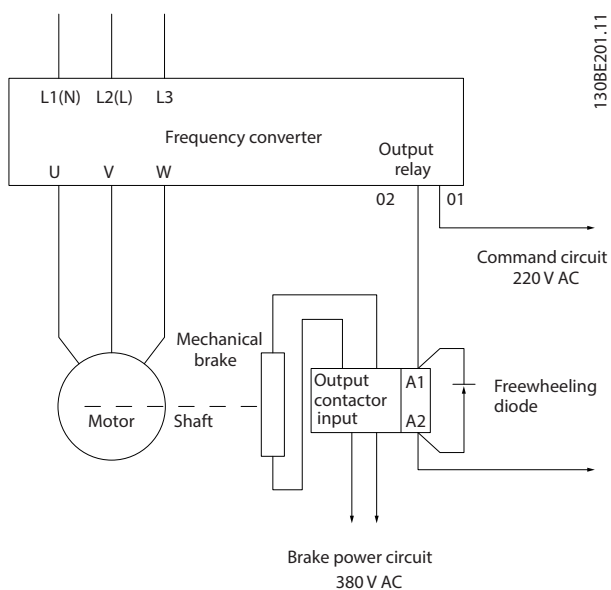 130BE201.11
L1(N) L2(L) L3
Frequency converter
Output
relay
U V W
02 01
Command circuit
220 V AC
Mechanical
brake
Output
contactor
input
A1
A2
Freewheeling
diode
Motor
Shaft
Brake power circuit
380 V AC